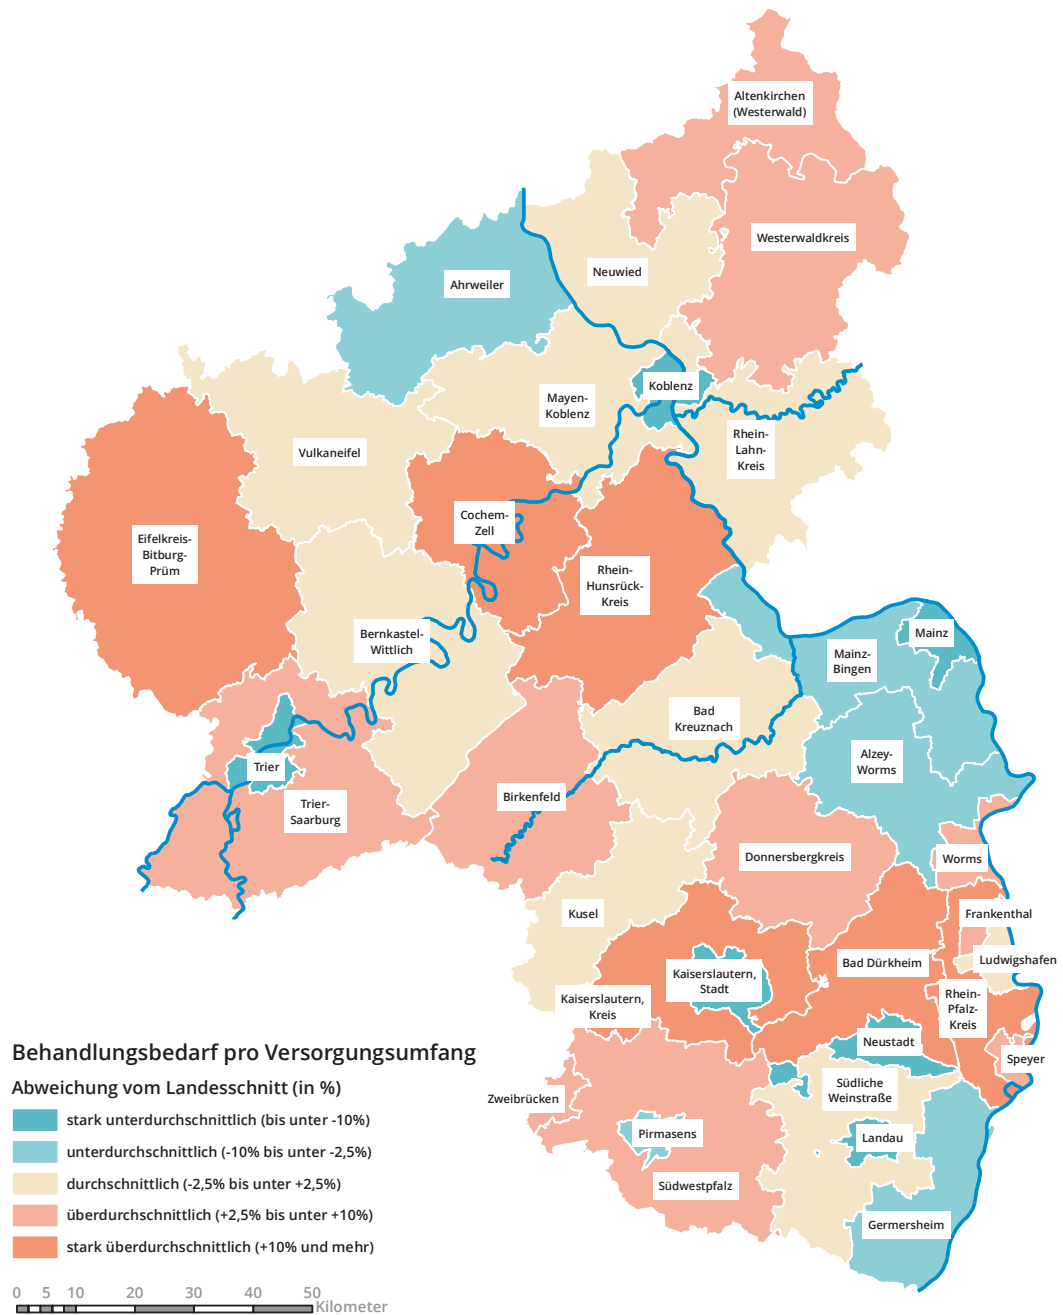 Altenkirchen
(Westerwald)
Westerwaldkreis
Neuwied
Ahrweiler
Koblenz
Mayen-
Koblenz
Rhein-
Lahn-
Kreis
Vulkaneifel
Cochem-
Zell
Eifelkreis-
Bitburg-
Prüm
Rhein-
Hunsrück-
Kreis
Bernkastel-
Wittlich
Mainz
Mainz-
Bingen
Bad
Kreuznach
Alzey-
Worms
Trier
Trier-
Saarburg
Birkenfeld
Donnersbergkreis
Worms
Kusel
Frankenthal
Ludwigshafen
Bad Dürkheim
Kaiserslautern,
Stadt
Kaiserslautern,
Kreis
Rhein-
Pfalz-
Kreis
Neustadt
Speyer
Südliche
Weinstraße
Zweibrücken
Pirmasens
Landau
Südwestpfalz
Germersheim
Behandlungsbedarf pro Versorgungsumfang
Abweichung vom Landesschnitt (in %)
stark unterdurchschnittlich (bis unter -10%)
unterdurchschnittlich (-10% bis unter -2,5%)
durchschnittlich (-2,5% bis unter +2,5%)
überdurchschnittlich (+2,5% bis unter +10%)
stark überdurchschnittlich (+10% und mehr)
0 5 10 20 30 40 50
Kilometer